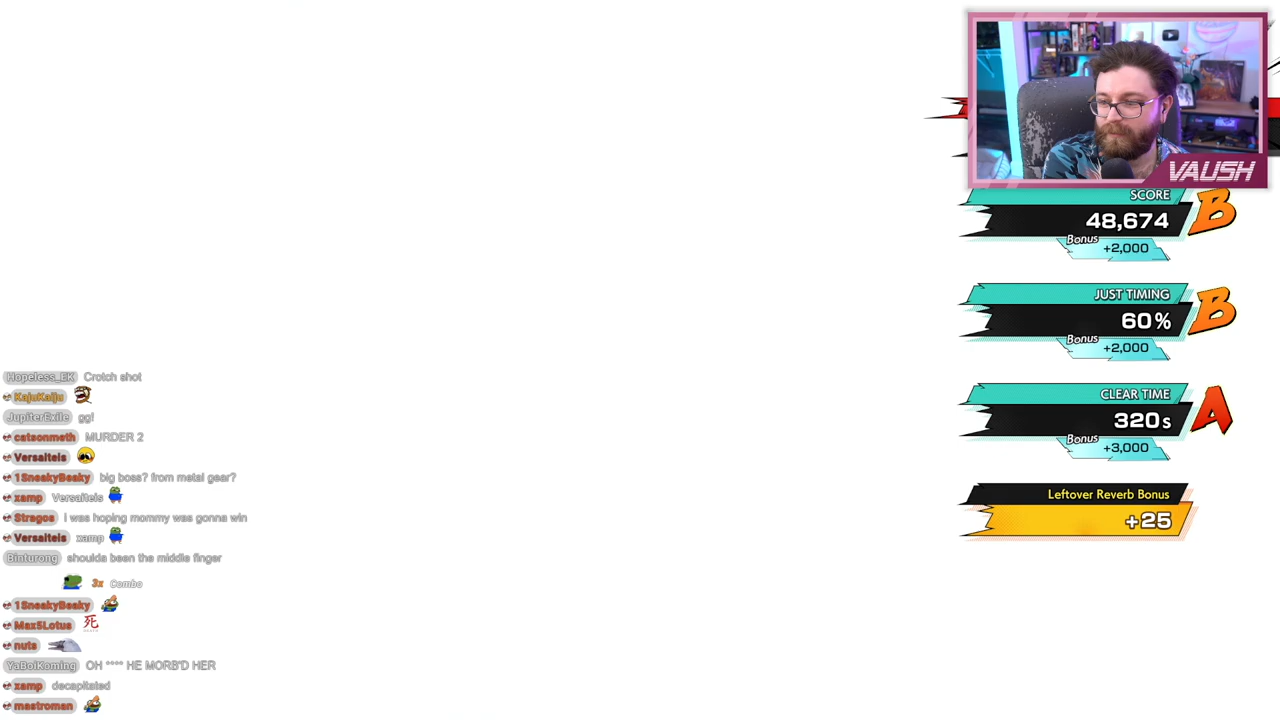 VAUSH
SCORE
48,674
B
Bonus
+2,000
JUST TIMING
60%
B
Bonus
+2,000
CLEAR TIME
320s
A
Bonus
+3,000
Leftover Reverb Bonus
+25
Hopeless_EK Crotch shot
KajuKaiju
JupiterExile gg!
catsonmeth MURDER 2
Versaiteis
1SneakyBeaky big boss? from metal gear?
xamp Versaiteis
Stragos i was hoping mommy was gonna win
Versaiteis xamp
Binturong shoulda been the middle finger
3x Combo
1SneakyBeaky
Max5Lotus 死
nuts
YaBoiKoming OH **** HE MORB'D HER
xamp decapitated
mastroman